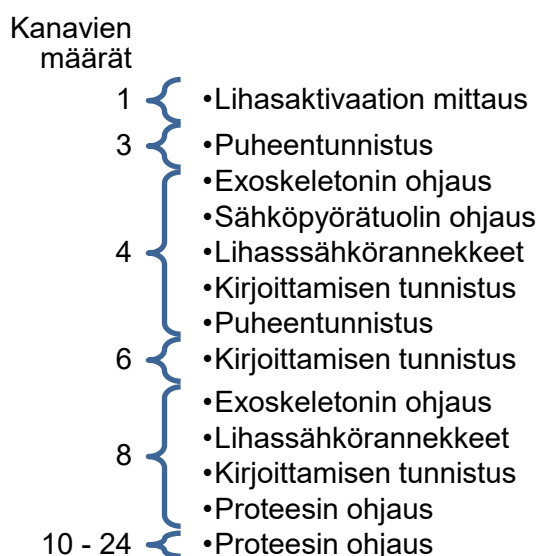 Kanavien
määrät
1 •Lihasaktivaation mittaus
3 •Puheentunnistus
•Exoskeletonin ohjaus
•Sähköpyörätuolin ohjaus
4 •Lihasssähkörannekkeet
•Kirjoittamisen tunnistus
•Puheentunnistus
6 •Kirjoittamisen tunnistus
•Exoskeletonin ohjaus
•Lihassähkörannekkeet
8 •Kirjoittamisen tunnistus
•Proteesin ohjaus
10 - 24 •Proteesin ohjaus